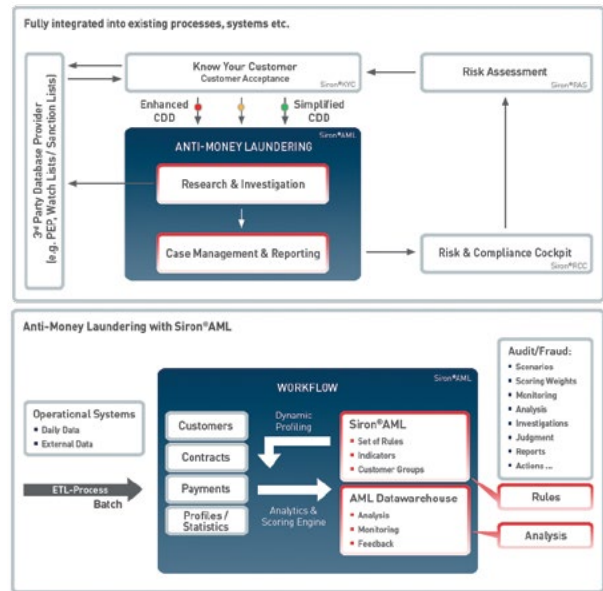 Fully integrated into existing processes, systems etc.
3rd Party Database Provider
(e.g. PEP, Watch Lists / Sanction Lists)
Know Your Customer
Customer Acceptance
Siron®KYC
Risk Assessment
Siron®RAS
Enhanced
CDD
Simplified
CDD
Siron®AML
ANTI-MONEY LAUNDERING
Research & Investigation
Case Management & Reporting
Risk & Compliance Cockpit
Siron®RCC
Anti-Money Laundering with Siron®AML
Operational Systems
Daily Data
External Data
ETL-Process
Batch
Siron®AML
WORKFLOW
Customers
Contracts
Payments
Profiles /
Statistics
Dynamic
Profiling
Analytics &
Scoring Engine
Siron®AML
Set of Rules
Indicators
Customer Groups
AML Datawarehouse
Analysis
Monitoring
Feedback
Audit/Fraud:
Scenarios
Scoring Weights
Monitoring
Analysis
Investigations
Judgment
Reports
Actions ...
Rules
Analysis